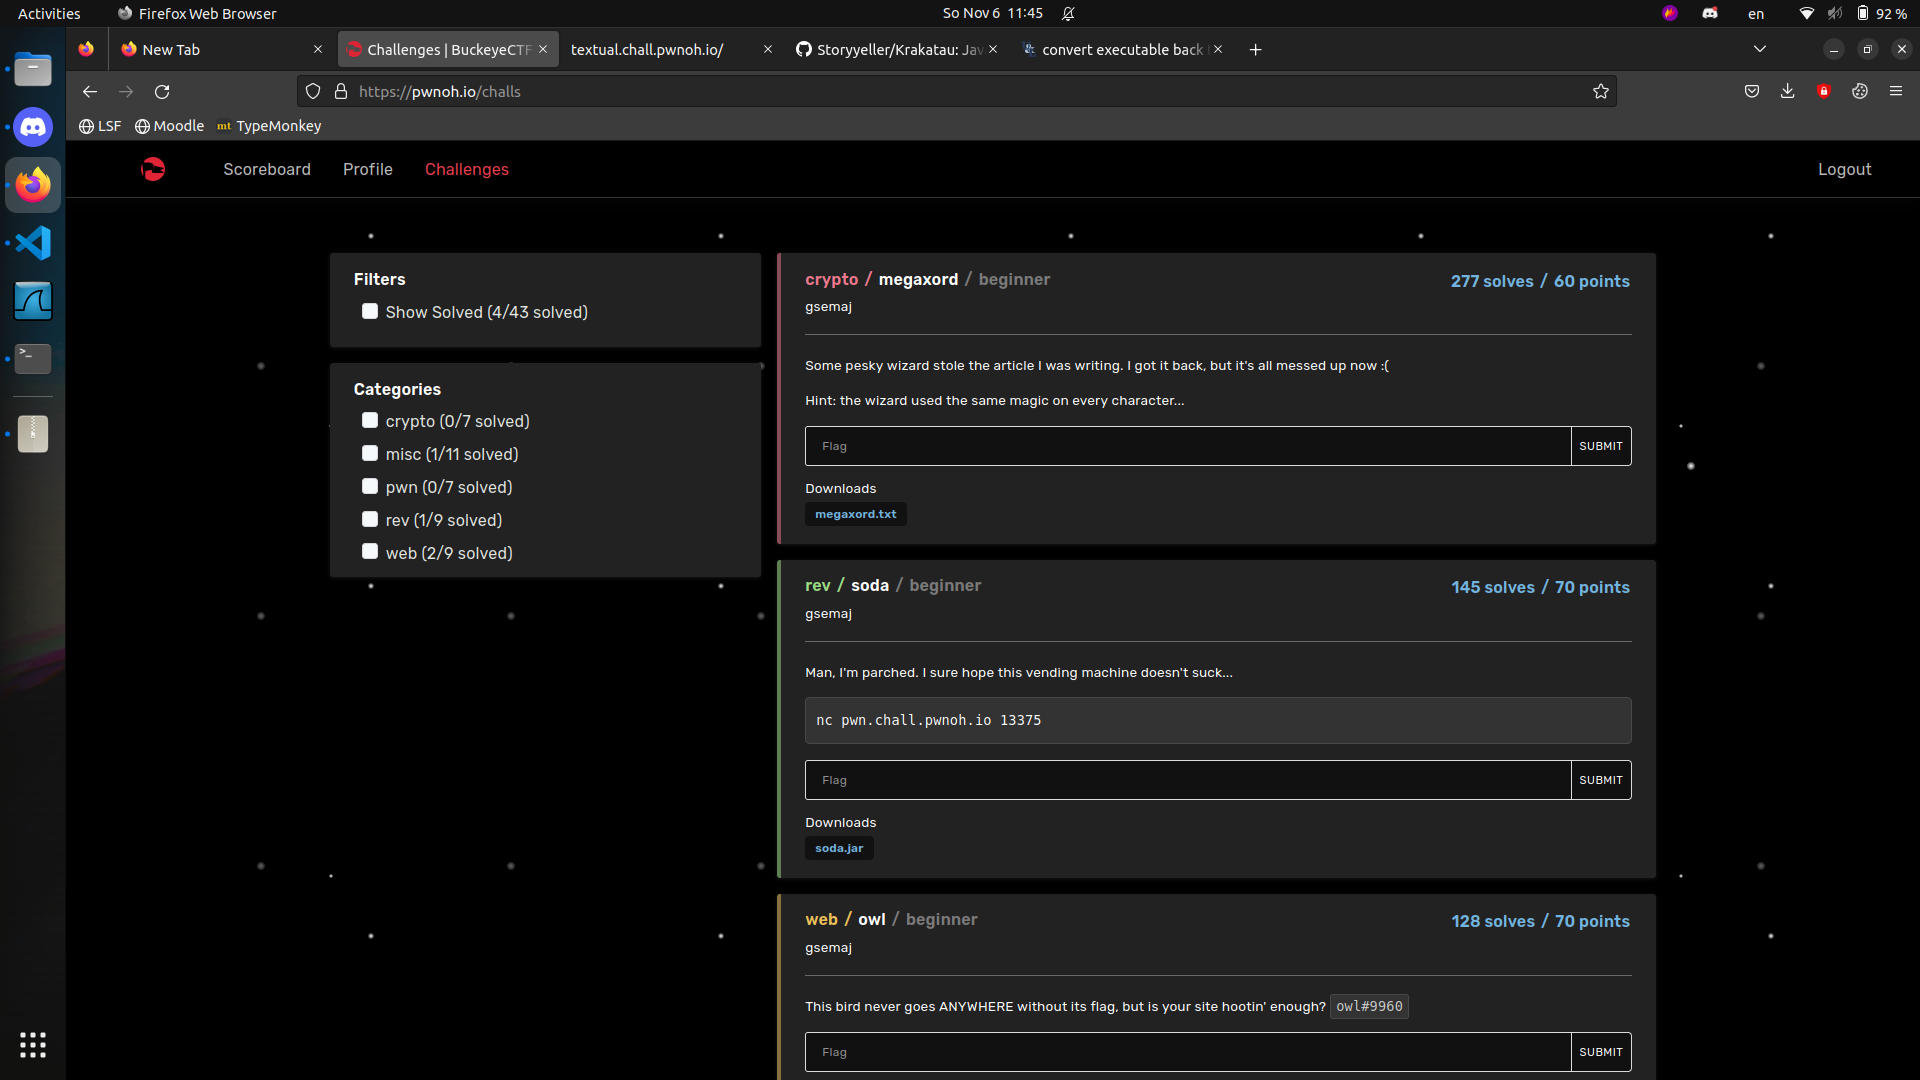 Activities
Firefox Web Browser
So Nov 6 11:45
en
92 %
New Tab
Challenges | BuckeyeCTF
textual.chall.pwnoh.io/
Storyyeller/Krakatau: Jav
convert executable back
https://pwnoh.io/challs
LSF
Moodle
mt TypeMonkey
Scoreboard
Profile
Challenges
Logout
Filters
Show Solved (4/43 solved)
Categories
crypto (0/7 solved)
misc (1/11 solved)
pwn (0/7 solved)
rev (1/9 solved)
web (2/9 solved)
crypto / megaxord / beginner
277 solves / 60 points
gsemaj
Some pesky wizard stole the article I was writing. I got it back, but it's all messed up now :(
Hint: the wizard used the same magic on every character...
Flag
SUBMIT
Downloads
megaxord.txt
rev / soda / beginner
145 solves / 70 points
gsemaj
Man, I'm parched. I sure hope this vending machine doesn't suck...
nc pwn.chall.pwnoh.io 13375
Flag
SUBMIT
Downloads
soda.jar
web / owl / beginner
128 solves / 70 points
gsemaj
This bird never goes ANYWHERE without its flag, but is your site hootin' enough? owl#9960
Flag
SUBMIT